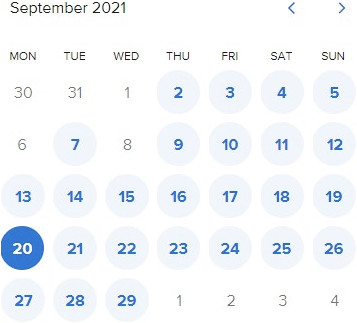 September 2021
MON TUE WED THU FRI SAT SUN
30 31 1 2 3 4 5
6 7 8 9 10 11 12
13 14 15 16 17 18 19
20 21 22 23 24 25 26
27 28 29 1 2 3 4